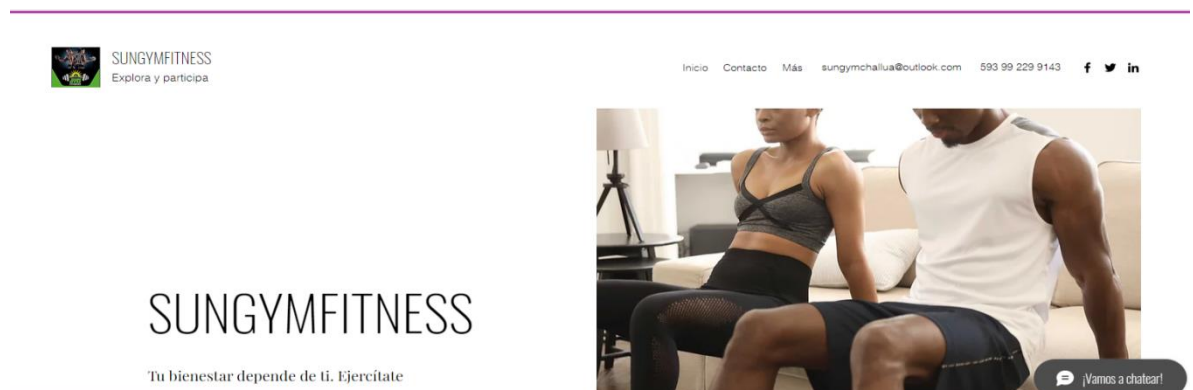 SUNGYMFITNESS
Explora y participa
Inicio Contacto Más sungymchallua@outlook.com 593 99 229 9143
SUNGYMFITNESS
Tu bienestar depende de ti. Ejercítate
¡Vamos a chatear!